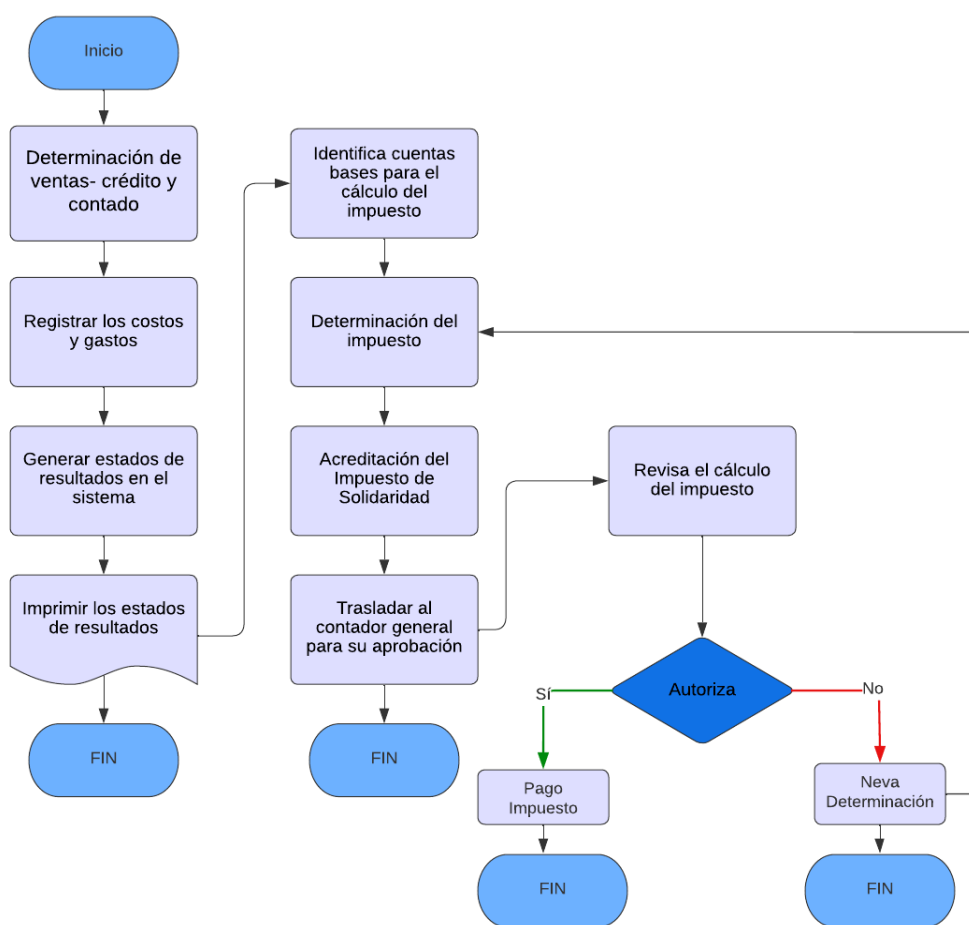 Inicio
Determinación de
ventas- crédito y
contado
Registrar los costos
y gastos
Generar estados de
resultados en el
sistema
Imprimir los estados
de resultados
FIN
Identifica cuentas
bases para el
cálculo del
impuesto
Determinación del
impuesto
Acreditación del
Impuesto de
Solidaridad
Trasladar al
contador general
para su aprobación
FIN
Revisa el cálculo
del impuesto
Autoriza
Sí
No
Pago
Impuesto
FIN
Neva
Determinación
FIN